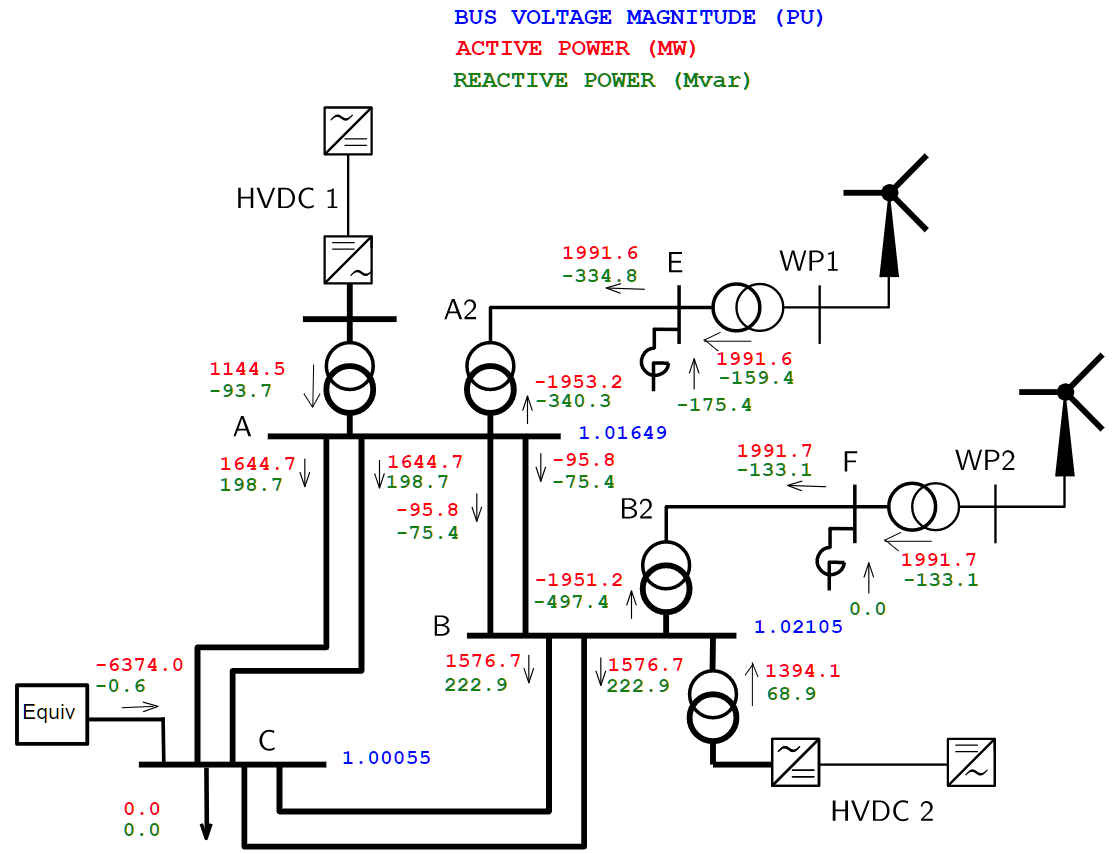 BUS VOLTAGE MAGNITUDE (PU)
ACTIVE POWER (MW)
REACTIVE POWER (Mvar)
HVDC 1
1991.6
-334.8
E
WP1
A2
1144.5
-93.7
-1953.2
-340.3
1991.6
-159.4
-175.4
A
1.01649
1644.7
198.7
1644.7
198.7
-95.8
-75.4
-95.8
-75.4
1991.7
-133.1
F
WP2
B2
1991.7
-133.1
0.0
-1951.2
-497.4
B
1.02105
1576.7
222.9
1576.7
222.9
1394.1
68.9
-6374.0
-0.6
Equiv
C
1.00055
0.0
0.0
HVDC 2